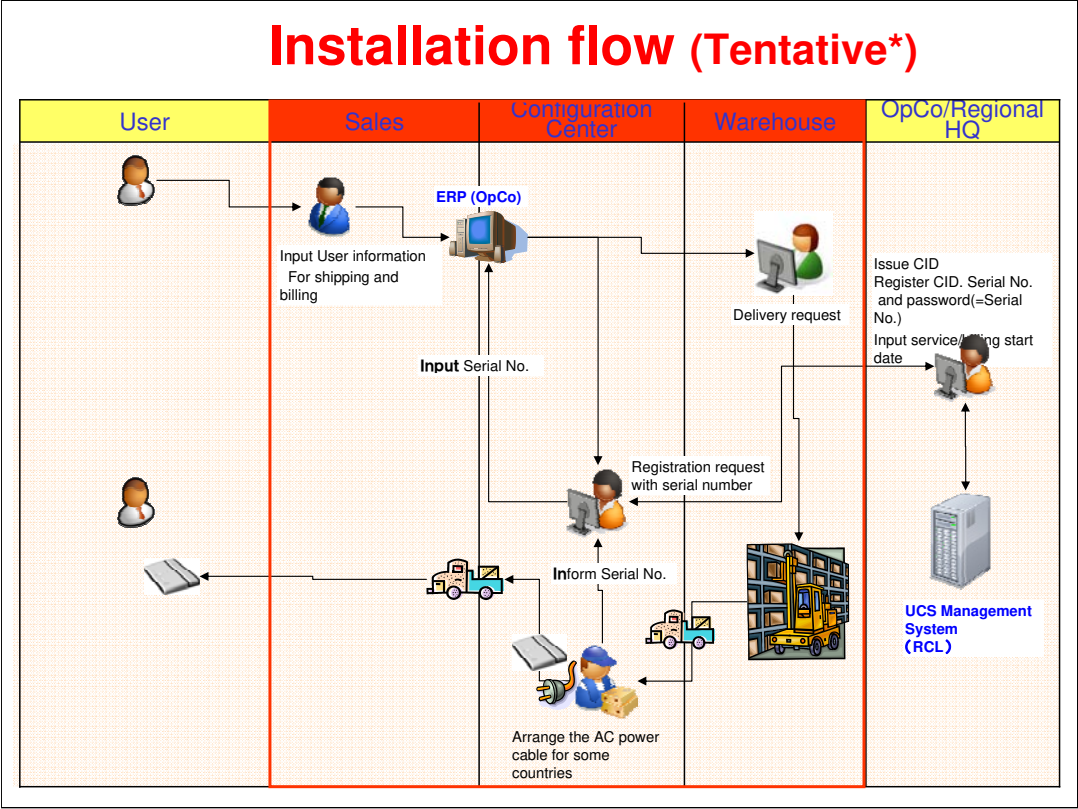 Installation flow (Tentative*)
User
Sales
Configuration
Center
Warehouse
OpCo/Regional
HQ
ERP (OpCo)
Input User information
For shipping and
billing
Delivery request
Issue CID
Register CID. Serial No.
and password(=Serial
No.)
Input service/ start
date
Input Serial No.
Registration request
with serial number
Inform Serial No.
UCS Management
System
(RCL)
Arrange the AC power
cable for some
countries